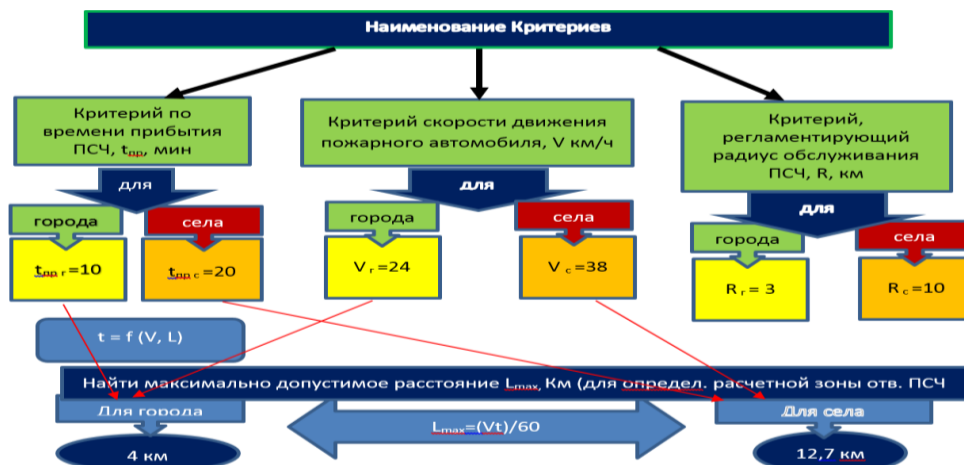 Наименование Критериев
Критерий по
времени прибытия
ПСЧ, tпр, мин
Критерий скорости движения
пожарного автомобиля, V км/ч
Критерий,
регламентирующий
радиус обслуживания
ПСЧ, R, км
для
для
для
города
села
города
села
города
села
tпр г=10
tпр с=20
V г=24
V с=38
R г = 3
R с=10
t = f (V, L)
Найти максимально допустимое расстояние Lmax, Км (для определ. расчетной зоны отв. ПСЧ
Для города
Lmax=(Vt)/60
Для села
4 км
12,7 км